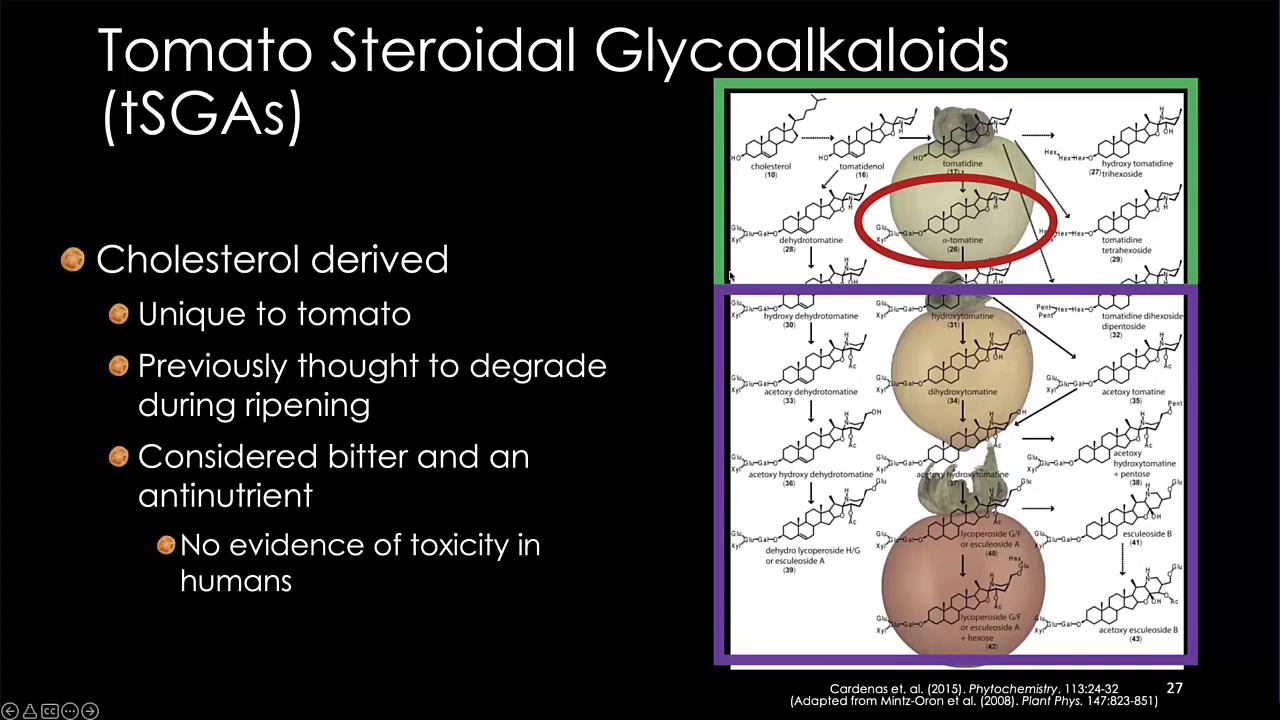 Tomato Steroidal Glycoalkaloids
(tSGAs)
Cholesterol derived
Unique to tomato
Previously thought to degrade
during ripening
Considered bitter and an
antinutrient
No evidence of toxicity in
humans
cholesterol
(10)
tomatidenol
(16)
tomatidine
(17)
hydroxy tomatidine
(27) trihexoside
dehydrotomatine
(28)
α-tomatine
(26)
tomatidine
tetrahexoside
(29)
hydroxy dehydrotomatine
(30)
hydroxytomatine
(31)
tomatidine dihexoside
dipentoside
(32)
acetoxy dehydrotomatine
(33)
dihydroxytomatine
(34)
acetoxy tomatine
(35)
acetoxy hydroxy dehydrotomatine
(36)
acetoxy hydroxytomatine
(37)
acetoxy
hydroxytomatine
+ pentose
(38)
dehydro lycoperoside H/G
or esculeoside A
(39)
lycoperoside G/F
or esculeoside A
(40)
esculeoside B
(41)
lycoperoside G/F
or esculeoside A
+ hexose
(42)
acetoxy esculeoside B
(43)
Cardenas et. al. (2015). Phytochemistry. 113:24-32
(Adapted from Mintz-Oron et al. (2008). Plant Phys. 147:823-851)
27